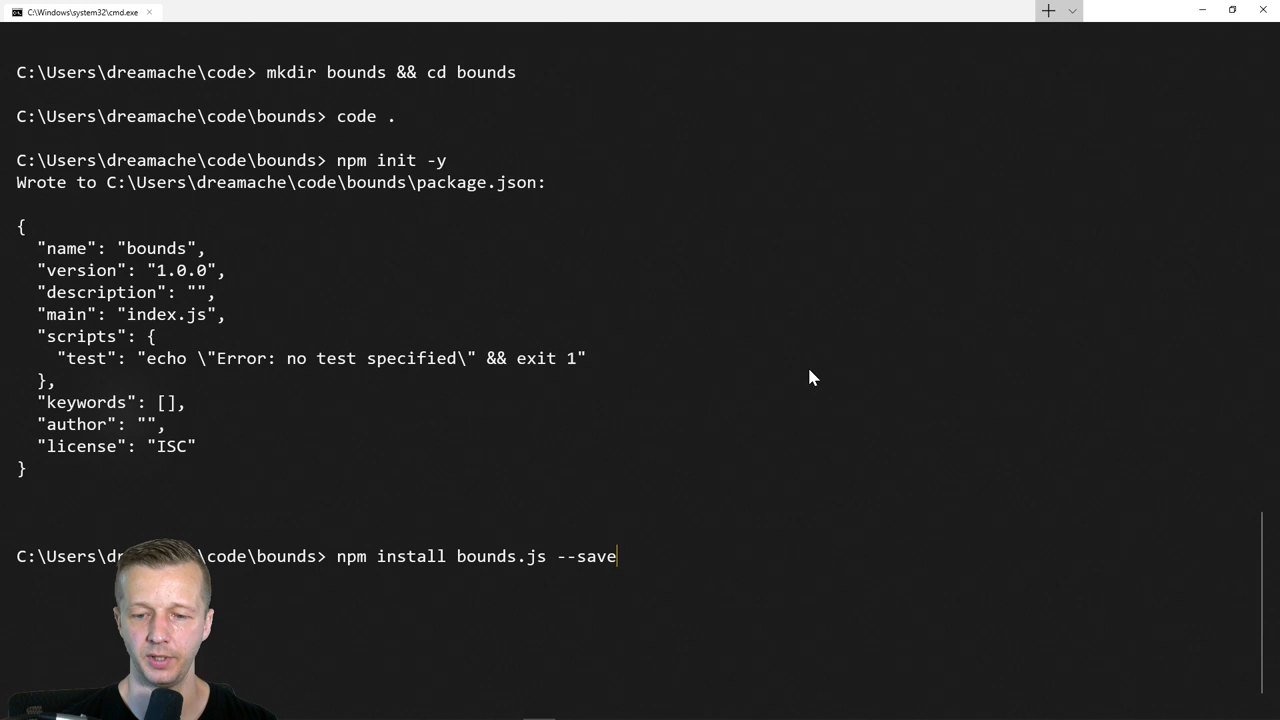 C:\Windows\system32\cmd.exe
C:\Users\dreamache\code> mkdir bounds && cd bounds
C:\Users\dreamache\code\bounds> code .
C:\Users\dreamache\code\bounds> npm init -y
Wrote to C:\Users\dreamache\code\bounds\package.json:
{
  "name": "bounds",
  "version": "1.0.0",
  "description": "",
  "main": "index.js",
  "scripts": {
    "test": "echo \"Error: no test specified\" && exit 1"
  },
  "keywords": [],
  "author": "",
  "license": "ISC"
}
C:\Users\dr \code\bounds> npm install bounds.js --save